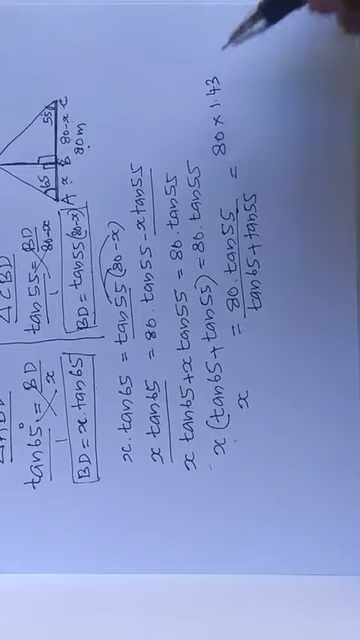 △CBD
tan65° = BD/x
tan55 = BD/80-x
BD = x.tan65
BD = tan55(80-x)
65 55
A x B 80-x C
80m
x.tan65 = tan55(80-x)
x tan65 = 80.tan55-x tan55
x tan65+x tan55 = 80.tan55
x(tan65+tan55) = 80.tan55
x = 80.tan55/tan65+tan55 = 80×1.43